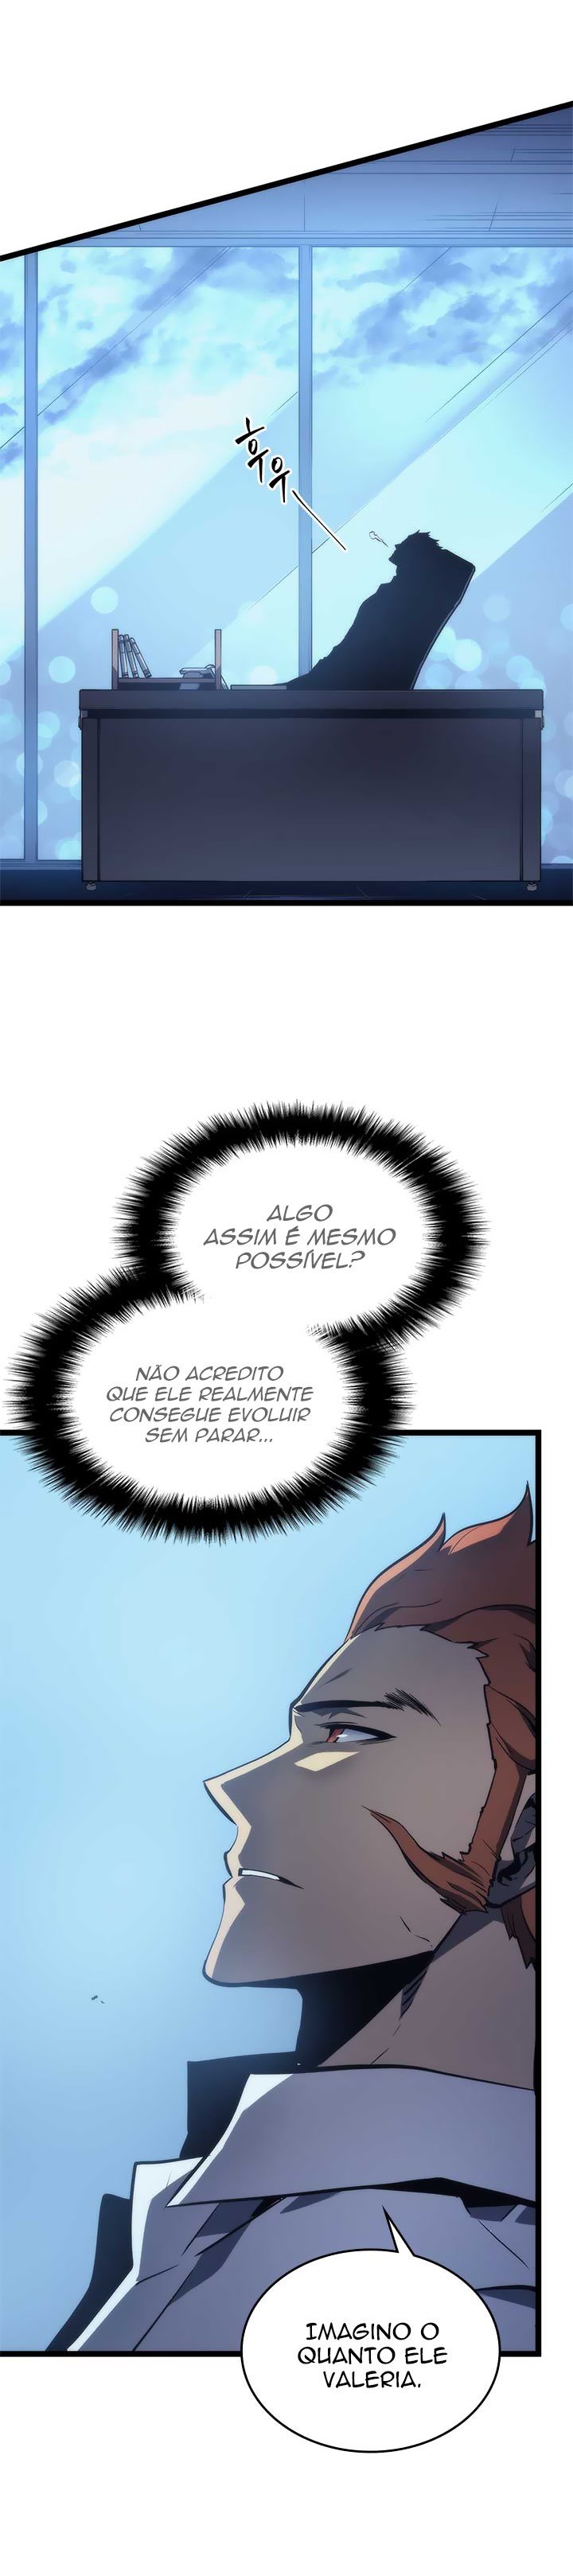 후우
ALGO
ASSIM É MESMO
POSSÍVEL?
NÃO ACREDITO
QUE ELE REALMENTE
CONSEGUE EVOLUIR
SEM PARAR...
IMAGINO O
QUANTO ELE
VALERIA.